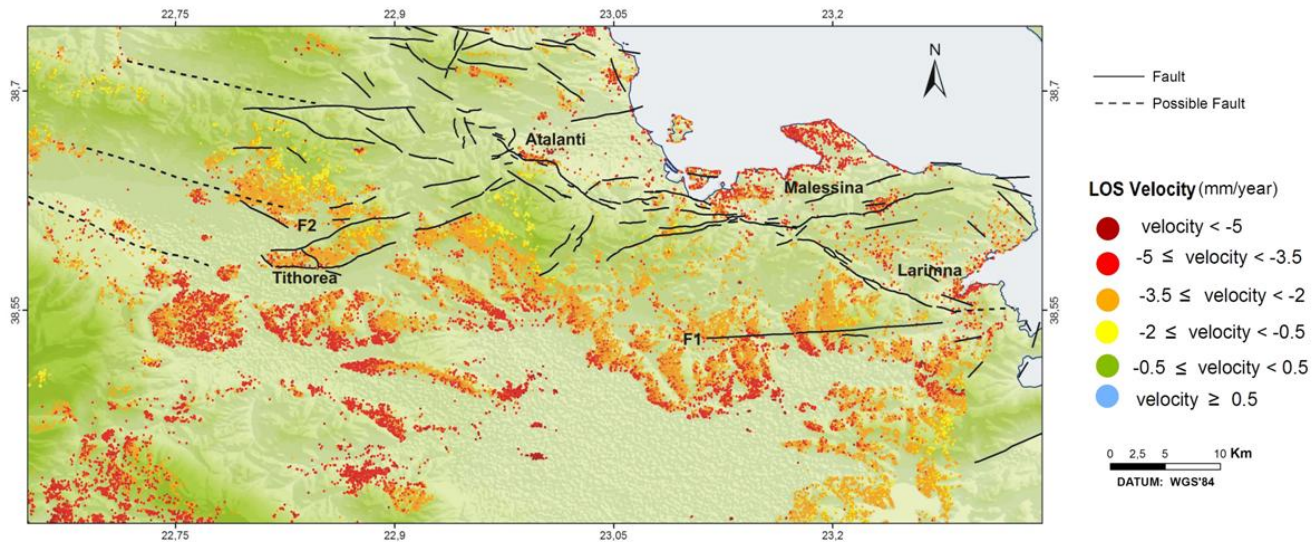 22,75 22,9 23,05 23,2
38,7 38,7
38,55 38,55
N
Atalanti
Malessina
F2
Tithorea
Larimna
F1
22,75 22,9 23,05 23,2
Fault
Possible Fault
LOS Velocity (mm/year)
velocity < -5
-5 ≤ velocity < -3.5
-3.5 ≤ velocity < -2
-2 ≤ velocity < -0.5
-0.5 ≤ velocity < 0.5
velocity ≥ 0.5
0 2,5 5 10 Km
DATUM: WGS'84